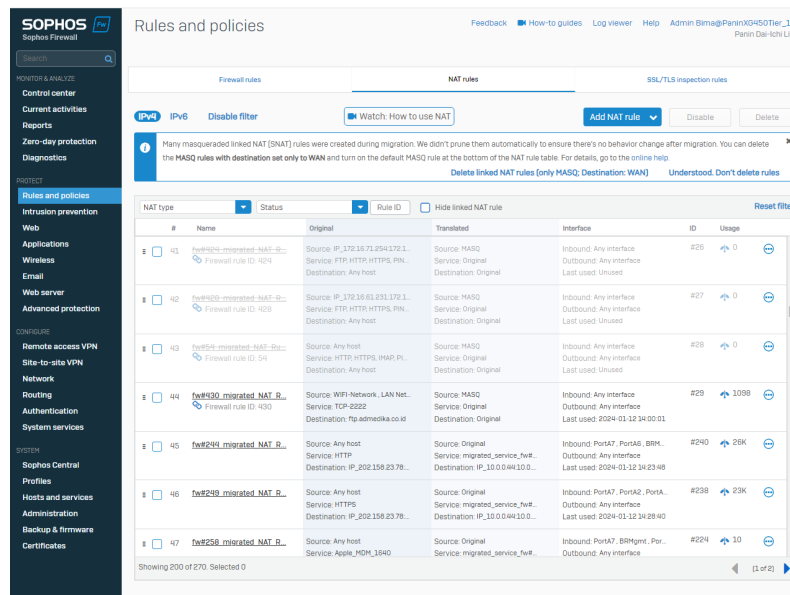 SOPHOS Fw
Sophos Firewall
Search
MONITOR & ANALYZE
Control center
Current activities
Reports
Zero-day protection
Diagnostics
PROTECT
Rules and policies
Intrusion prevention
Web
Applications
Wireless
Email
Web server
Advanced protection
CONFIGURE
Remote access VPN
Site-to-site VPN
Network
Routing
Authentication
System services
SYSTEM
Sophos Central
Profiles
Hosts and services
Administration
Backup & firmware
Certificates
Rules and policies
Feedback How-to guides Log viewer Help Admin Bima@PaninXG450Tier_1
Panin Dai-Ichi Li
Firewall rules NAT rules SSL/TLS inspection rules
IPv4 IPv6 Disable filter Watch: How to use NAT Add NAT rule Disable Delete
Many masqueraded linked NAT (SNAT) rules were created during migration. We didn't prune them automatically to ensure there's no behavior change after migration. You can delete
the MASQ rules with destination set only to WAN and turn on the default MASQ rule at the bottom of the NAT rule table. For details, go to the online help.
Delete linked NAT rules (only MASQ; Destination: WAN) Understood. Don't delete rules
NAT type Status Rule ID Hide linked NAT rule Reset filte
# Name Original Translated Interface ID Usage
41 fw#424_migrated_NAT_R... Source: IP_172.16.71.254:172.1... Source: MASQ Inbound: Any interface #26 0
Firewall rule ID: 424 Service: FTP, HTTP, HTTPS, PIN... Service: Original Outbound: Any interface
Destination: Any host Destination: Original Last used: Unused
42 fw#428_migrated_NAT_R... Source: IP_172.16.61.231:172.1... Source: MASQ Inbound: Any interface #27 0
Firewall rule ID: 428 Service: FTP, HTTP, HTTPS, PIN... Service: Original Outbound: Any interface
Destination: Any host Destination: Original Last used: Unused
43 fw#54_migrated_NAT_Ru... Source: Any host Source: MASQ Inbound: Any interface #28 0
Firewall rule ID: 54 Service: HTTP, HTTPS, IMAP, PI... Service: Original Outbound: Any interface
Destination: Any host Destination: Original Last used: Unused
44 fw#430_migrated_NAT_R... Source: WIFI-Network , LAN Net... Source: MASQ Inbound: Any interface #29 1098
Firewall rule ID: 430 Service: TCP-2222 Service: Original Outbound: Any interface
Destination: ftp.admedika.co.id Destination: Original Last used: 2024-01-12 14:00:01
45 fw#244_migrated_NAT_R... Source: Any host Source: Original Inbound: PortA7 , PortA6 , BRM... #240 26K
Service: HTTP Service: migrated_service_fw#... Outbound: Any interface
Destination: IP_202.158.23.78:... Destination: IP_10.0.0.44:10.0... Last used: 2024-01-12 14:23:48
46 fw#249_migrated_NAT_R... Source: Any host Source: Original Inbound: PortA7 , PortA2 , PortA... #238 23K
Service: HTTPS Service: migrated_service_fw#... Outbound: Any interface
Destination: IP_202.158.23.78:... Destination: IP_10.0.0.44:10.0... Last used: 2024-01-12 14:28:40
47 fw#258_migrated_NAT_R... Source: Any host Source: Original Inbound: PortA7 , BRMgmt , Por... #224 10
Service: Apple_MDM_1640 Service: migrated_service_fw#... Outbound: Any interface
Showing 200 of 270. Selected 0 (1 of 2)